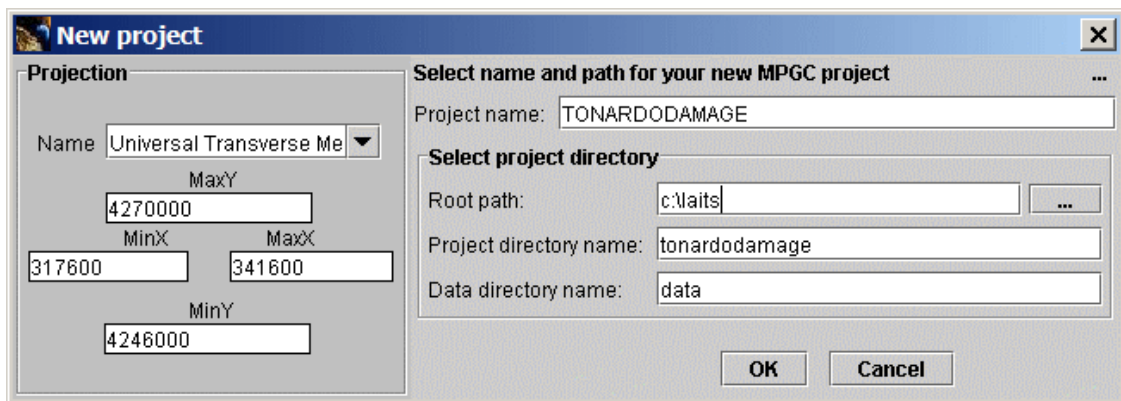 New project
Projection
Name Universal Transverse Me
MaxY
4270000
MinX MaxX
317600 341600
MinY
4246000
Select name and path for your new MPGC project ...
Project name: TONARDODAMAGE
Select project directory
Root path: c:\laits ...
Project directory name: tonardodamage
Data directory name: data
OK Cancel